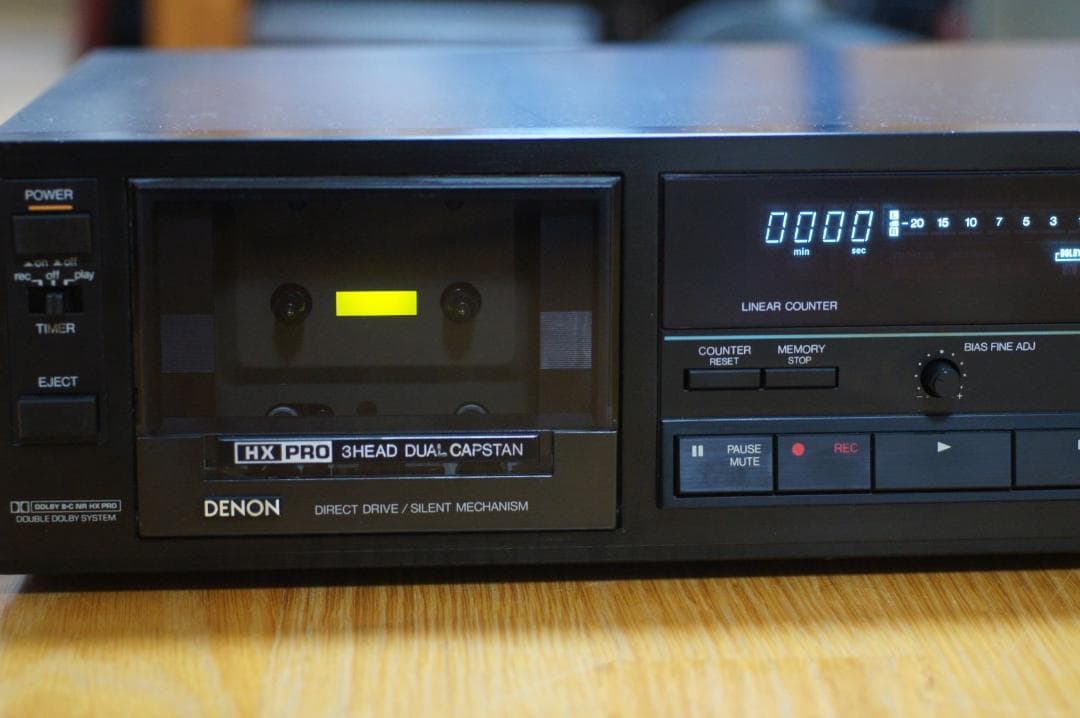 POWER
on off
rec off play
TIMER
EJECT
DOLBY B·C NR HX PRO
DOUBLE DOLBY SYSTEM
HX PRO 3HEAD DUAL CAPSTAN
DENON
DIRECT DRIVE / SILENT MECHANISM
0000
min sec
-20 15 10 7 5 3
DOLBY
LINEAR COUNTER
COUNTER
RESET
MEMORY
STOP
BIAS FINE ADJ
- +
PAUSE
MUTE
REC